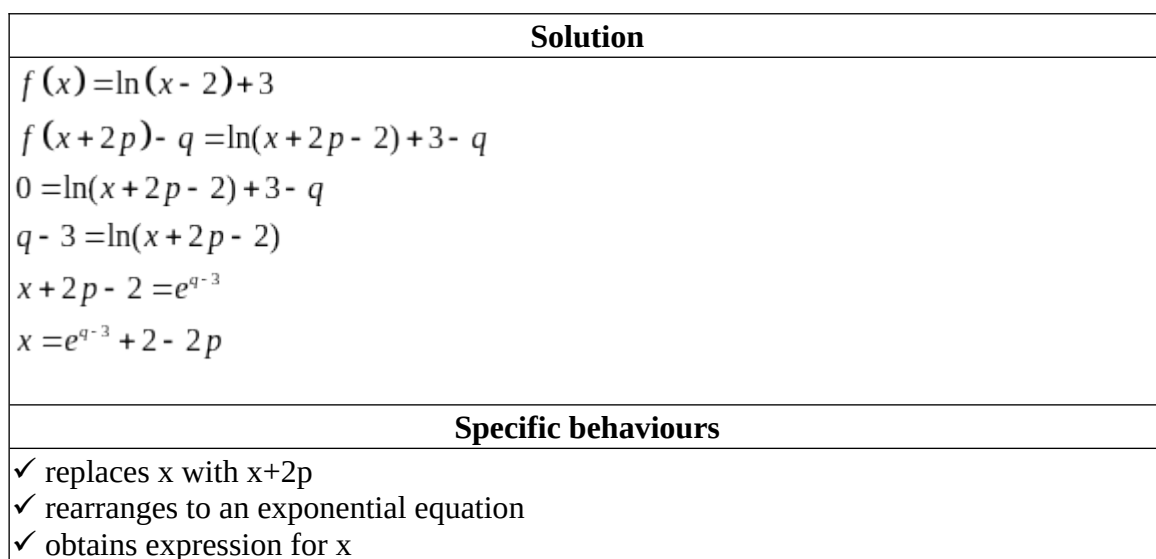 Solution
f(x)=ln(x- 2)+3
f(x+2p)- q=ln(x+2p- 2)+3- q
0=ln(x+2p- 2)+3- q
q- 3=ln(x+2p- 2)
x+2p- 2=e^{q-3}
x=e^{q-3}+2- 2p
Specific behaviours
✓ replaces x with x+2p
✓ rearranges to an exponential equation
✓ obtains expression for x